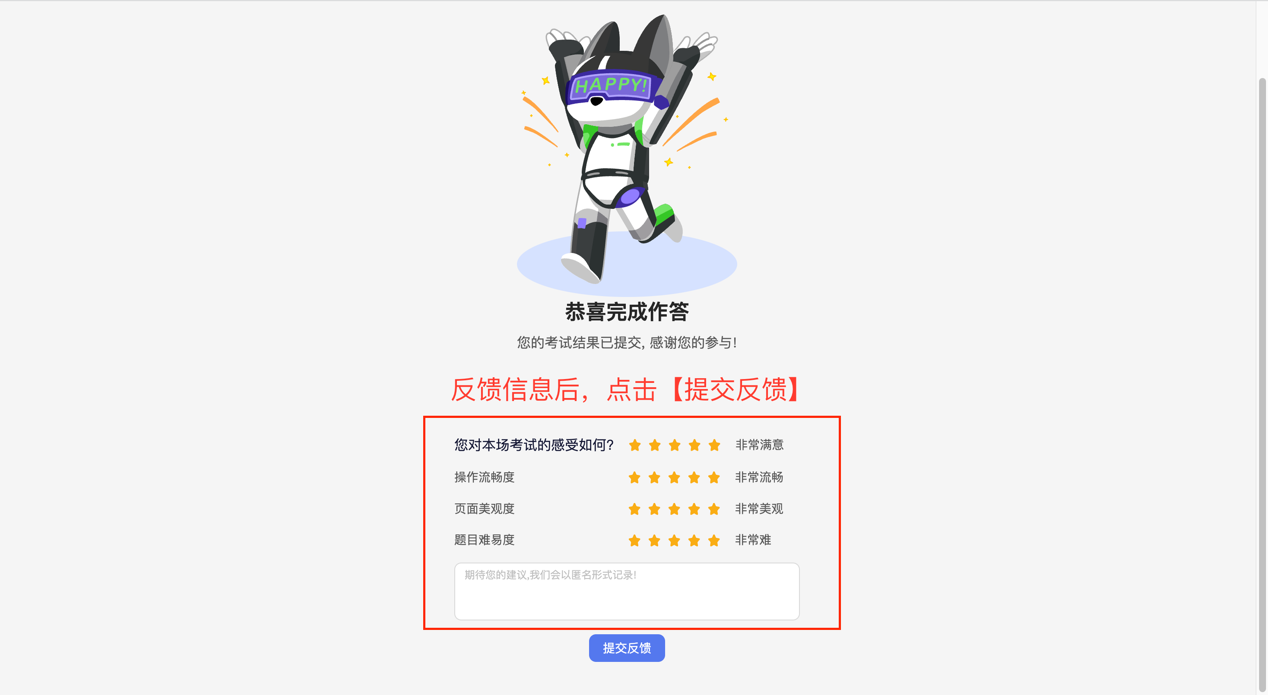 HAPPY!
恭喜完成作答
您的考试结果已提交, 感谢您的参与!
反馈信息后，点击【提交反馈】
您对本场考试的感受如何? 非常满意
操作流畅度 非常流畅
页面美观度 非常美观
题目难易度 非常难
期待您的建议,我们会以匿名形式记录!
提交反馈